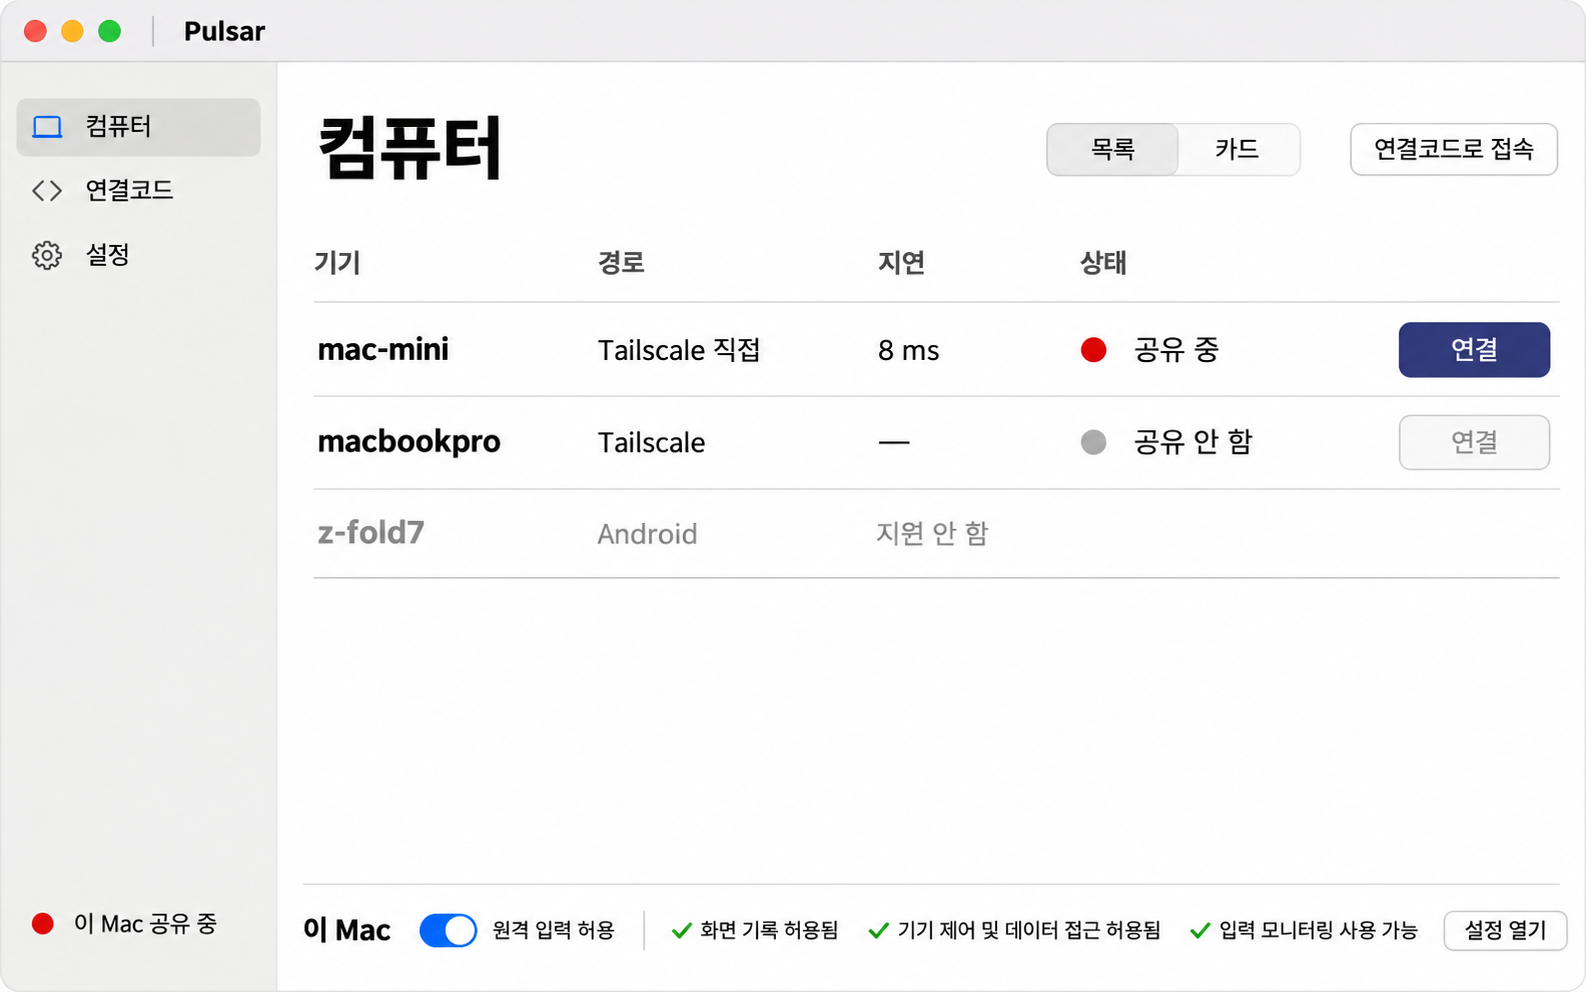 Pulsar
컴퓨터
연결코드
설정
이 Mac 공유 중
컴퓨터
목록 카드 연결코드로 접속
기기 경로 지연 상태
mac-mini Tailscale 직접 8 ms 공유 중 연결
macbookpro Tailscale — 공유 안 함 연결
z-fold7 Android 지원 안 함
이 Mac 원격 입력 허용 화면 기록 허용됨 기기 제어 및 데이터 접근 허용됨 입력 모니터링 사용 가능 설정 열기